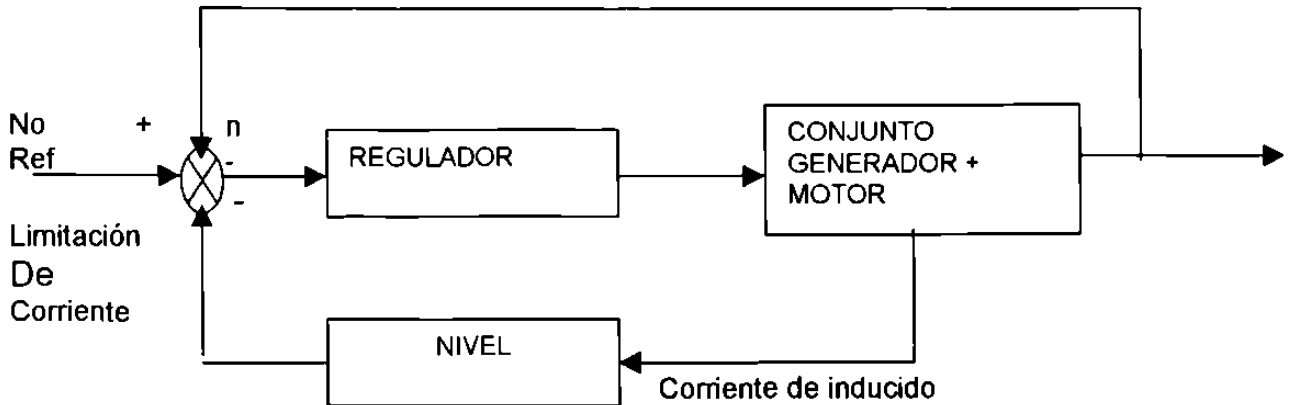 No +
Ref
n
-
-
REGULADOR
CONJUNTO
GENERADOR +
MOTOR
Limitación
De
Corriente
NIVEL
Corriente de inducido